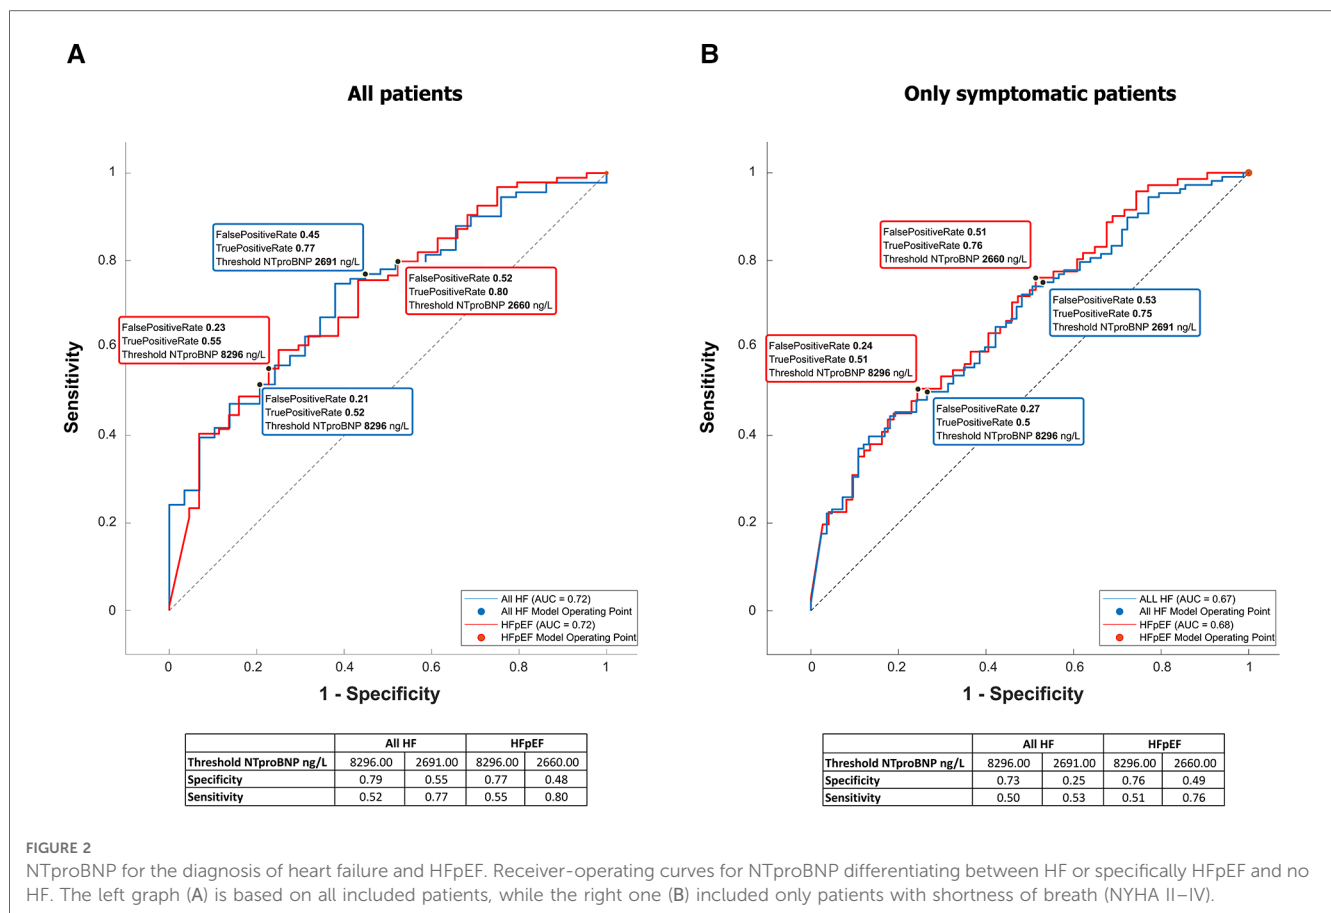 A
All patients
1
0.8
0.6
0.4
0.2
0
Sensitivity
FalsePositiveRate 0.45
TruePositiveRate 0.77
Threshold NTproBNP 2691 ng/L
FalsePositiveRate 0.52
TruePositiveRate 0.80
Threshold NTproBNP 2660 ng/L
FalsePositiveRate 0.23
TruePositiveRate 0.55
Threshold NTproBNP 8296 ng/L
FalsePositiveRate 0.21
TruePositiveRate 0.52
Threshold NTproBNP 8296 ng/L
All HF (AUC = 0.72)
All HF Model Operating Point
HFpEF (AUC = 0.72)
HFpEF Model Operating Point
0 0.2 0.4 0.6 0.8 1
1 - Specificity
All HF HFpEF
Threshold NTproBNP ng/L 8296.00 2691.00 8296.00 2660.00
Specificity 0.79 0.55 0.77 0.48
Sensitivity 0.52 0.77 0.55 0.80
B
Only symptomatic patients
1
0.8
0.6
0.4
0.2
0
Sensitivity
FalsePositiveRate 0.51
TruePositiveRate 0.76
Threshold NTproBNP 2660 ng/L
FalsePositiveRate 0.53
TruePositiveRate 0.75
Threshold NTproBNP 2691 ng/L
FalsePositiveRate 0.24
TruePositiveRate 0.51
Threshold NTproBNP 8296 ng/L
FalsePositiveRate 0.27
TruePositiveRate 0.5
Threshold NTproBNP 8296 ng/L
ALL HF (AUC = 0.67)
All HF Model Operating Point
HFpEF (AUC = 0.68)
HFpEF Model Operating Point
0 0.2 0.4 0.6 0.8 1
1 - Specificity
All HF HFpEF
Threshold NTproBNP ng/L 8296.00 2691.00 8296.00 2660.00
Specificity 0.73 0.25 0.76 0.49
Sensitivity 0.50 0.53 0.51 0.76
FIGURE 2
NTproBNP for the diagnosis of heart failure and HFpEF. Receiver-operating curves for NTproBNP differentiating between HF or specifically HFpEF and no
HF. The left graph (A) is based on all included patients, while the right one (B) included only patients with shortness of breath (NYHA II–IV).